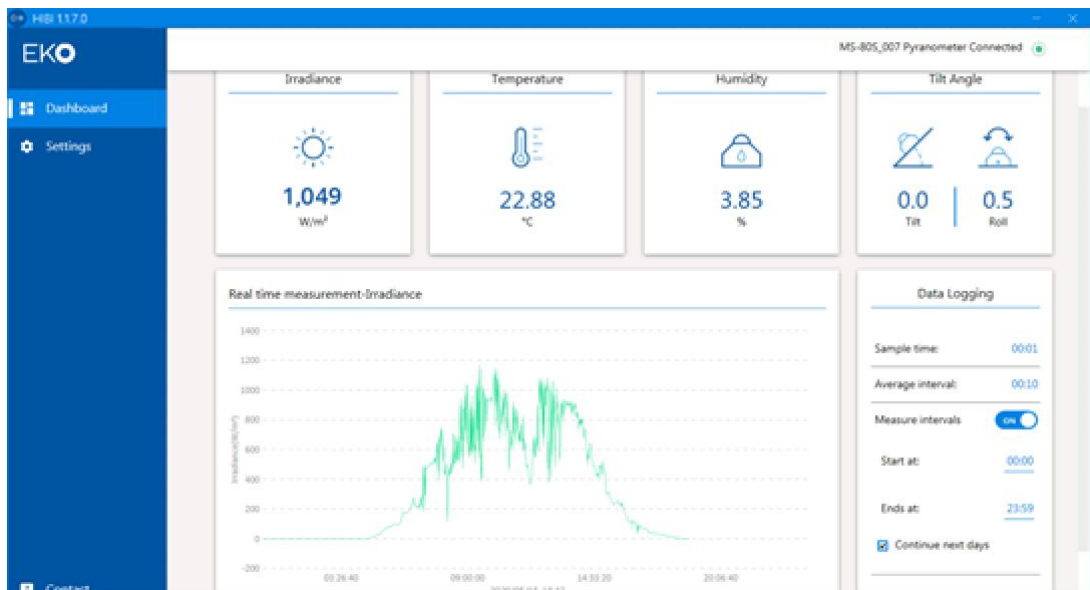 HIBI 1.17.0
EKO
MS-80S_007 Pyranometer Connected
Dashboard
Settings
Irradiance
Temperature
Humidity
Tilt Angle
1,049
W/m²
22.88
°C
3.85
%
0.0
Tilt
0.5
Roll
Real time measurement-Irradiance
1400
1200
1000
800
600
400
200
0
-200
Irradiance(W/m²)
03:26:40
09:00:00
14:33:20
20:06:40
Data Logging
Sample time: 00:01
Average interval: 00:10
Measure intervals ON
Start at: 00:00
Ends at: 23:59
Continue next days
Contact